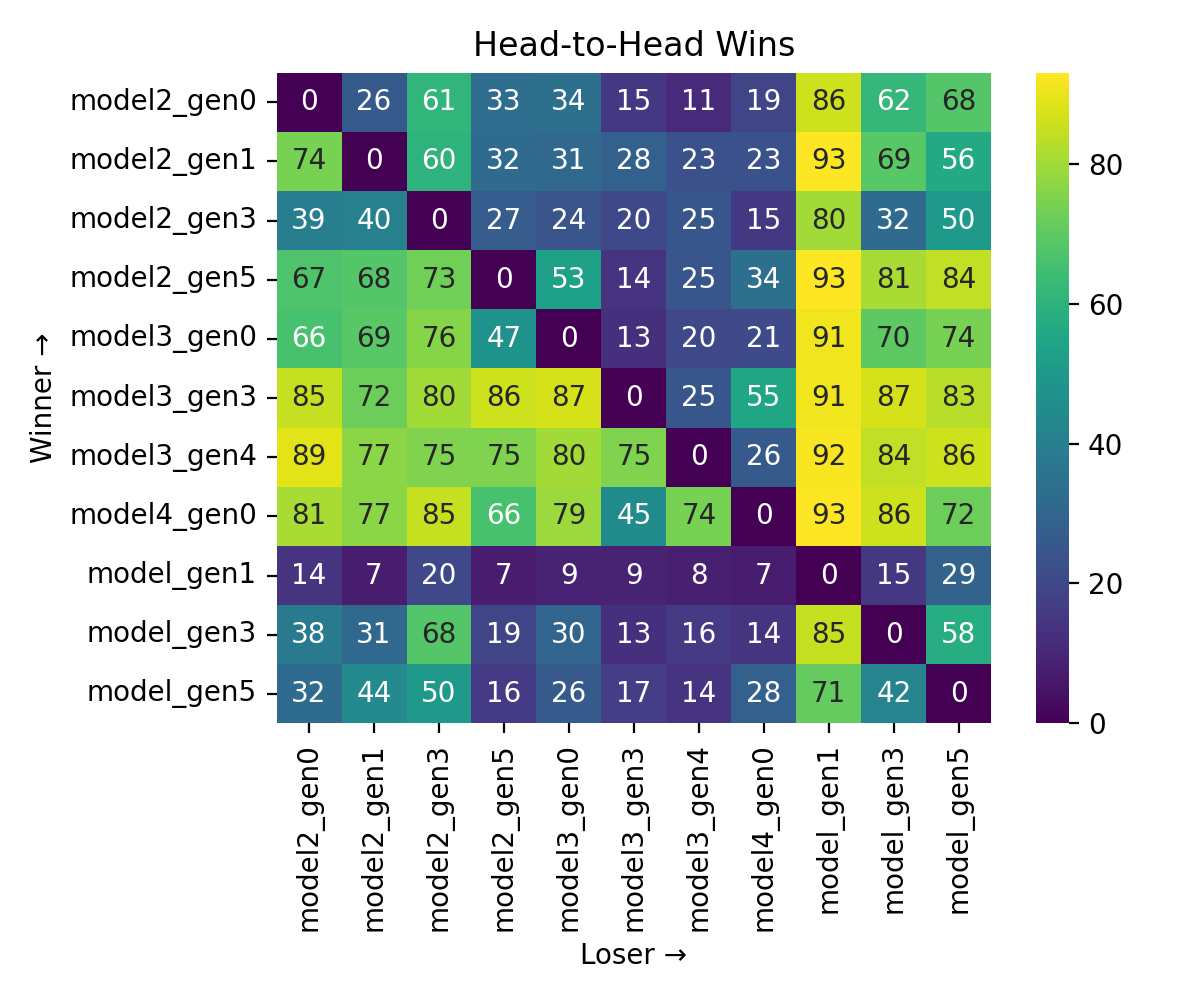 Head-to-Head Wins
model2_gen0 0 26 61 33 34 15 11 19 86 62 68
model2_gen1 74 0 60 32 31 28 23 23 93 69 56
model2_gen3 39 40 0 27 24 20 25 15 80 32 50
model2_gen5 67 68 73 0 53 14 25 34 93 81 84
model3_gen0 66 69 76 47 0 13 20 21 91 70 74
model3_gen3 85 72 80 86 87 0 25 55 91 87 83
model3_gen4 89 77 75 75 80 75 0 26 92 84 86
model4_gen0 81 77 85 66 79 45 74 0 93 86 72
model_gen1 14 7 20 7 9 9 8 7 0 15 29
model_gen3 38 31 68 19 30 13 16 14 85 0 58
model_gen5 32 44 50 16 26 17 14 28 71 42 0
Winner →
model2_gen0
model2_gen1
model2_gen3
model2_gen5
model3_gen0
model3_gen3
model3_gen4
model4_gen0
model_gen1
model_gen3
model_gen5
Loser →
80
60
40
20
0